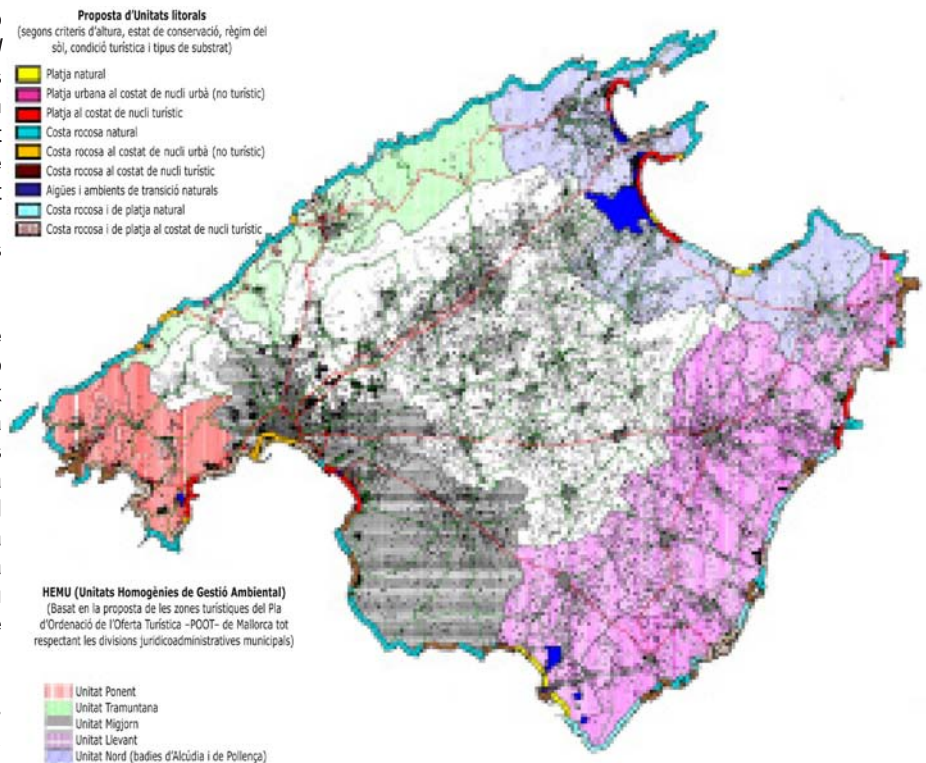 Proposta d'Unitats litorals
(segons criteris d'altura, estat de conservació, règim del
sòl, condició turística i tipus de substrat)
Platja natural
Platja urbana al costat de nucli urbà (no turístic)
Platja al costat de nucli turístic
Costa rocosa natural
Costa rocosa al costat de nucli urbà (no turístic)
Costa rocosa al costat de nucli turístic
Aigües i ambients de transició naturals
Costa rocosa i de platja natural
Costa rocosa i de platja al costat de nucli turístic
HEMU (Unitats Homogènies de Gestió Ambiental)
(Basat en la proposta de les zones turístiques del Pla
d'Ordenació de l'Oferta Turística -POOT- de Mallorca tot
respectant les divisions juridicoadministratives municipals)
Unitat Ponent
Unitat Tramuntana
Unitat Migjorn
Unitat Llevant
Unitat Nord (badies d'Alcúdia i de Pollença)